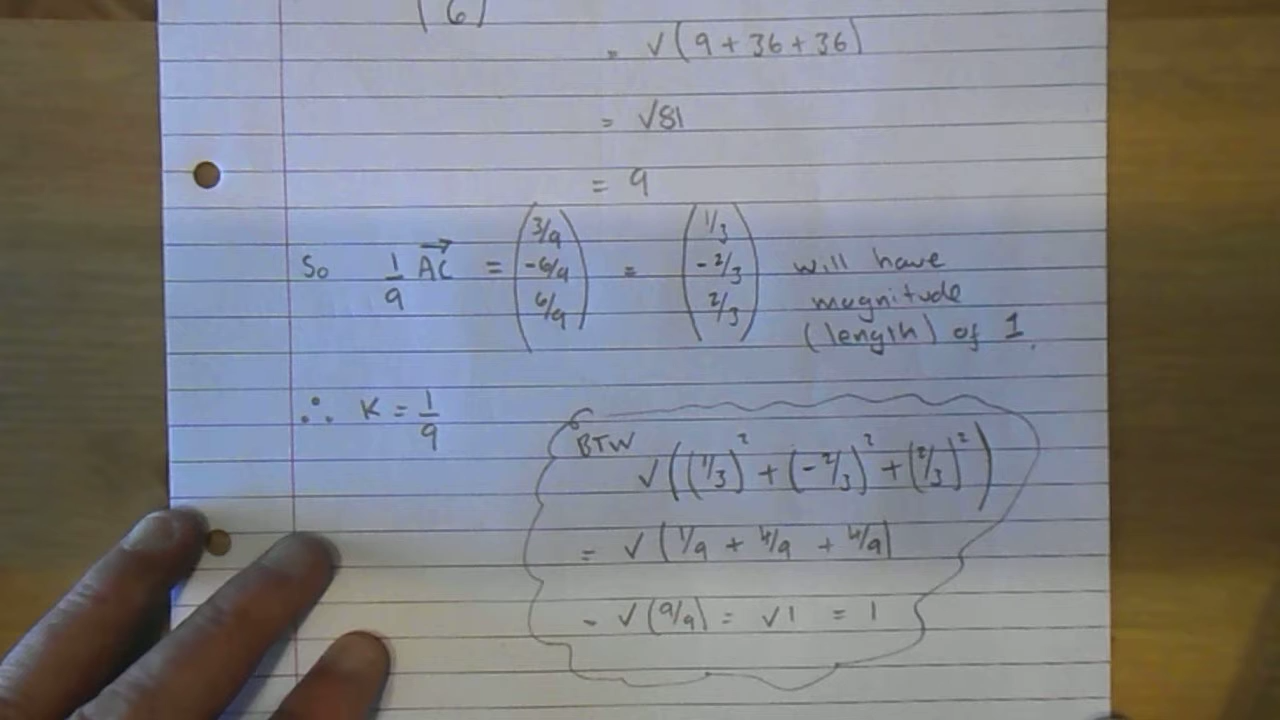 (6)
= √(9 + 36 + 36)
= √81
= 9
So 1/9 AC→ = (3/9, -6/9, 6/9) = (1/3, -2/3, 2/3) will have
magnitude
(length) of 1.
∴ K = 1/9
BTW
√((1/3)² + (-2/3)² + (2/3)²)
= √(1/9 + 4/9 + 4/9)
= √(9/9) = √1 = 1